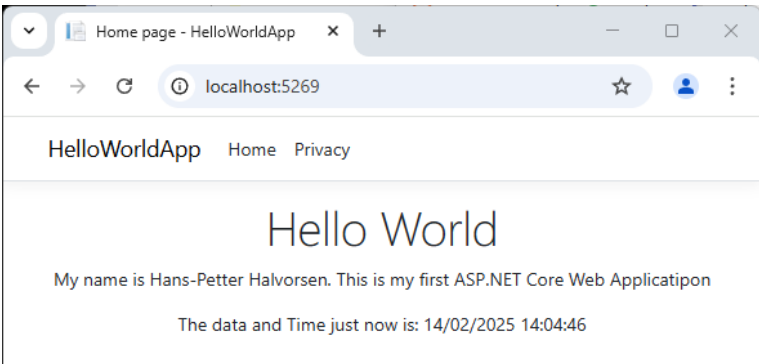 Home page - HelloWorldApp
localhost:5269
HelloWorldApp Home Privacy
Hello World
My name is Hans-Petter Halvorsen. This is my first ASP.NET Core Web Applicatipon
The data and Time just now is: 14/02/2025 14:04:46